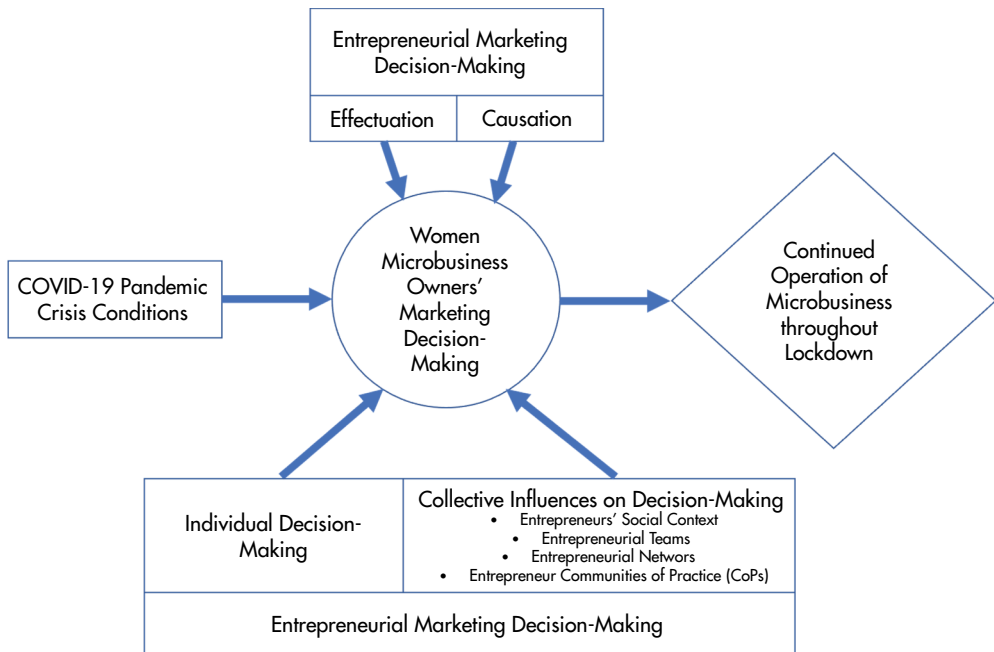 Entrepreneurial Marketing
Decision-Making
Effectuation
Causation
Women
Microbusiness
Owners’
Marketing
Decision-
Making
COVID-19 Pandemic
Crisis Conditions
Continued
Operation of
Microbusiness
throughout
Lockdown
Individual Decision-
Making
Collective Influences on Decision-Making
• Entrepreneurs’ Social Context
• Entrepreneurial Teams
• Entrepreneurial Networs
• Entrepreneur Communities of Practice (CoPs)
Entrepreneurial Marketing Decision-Making